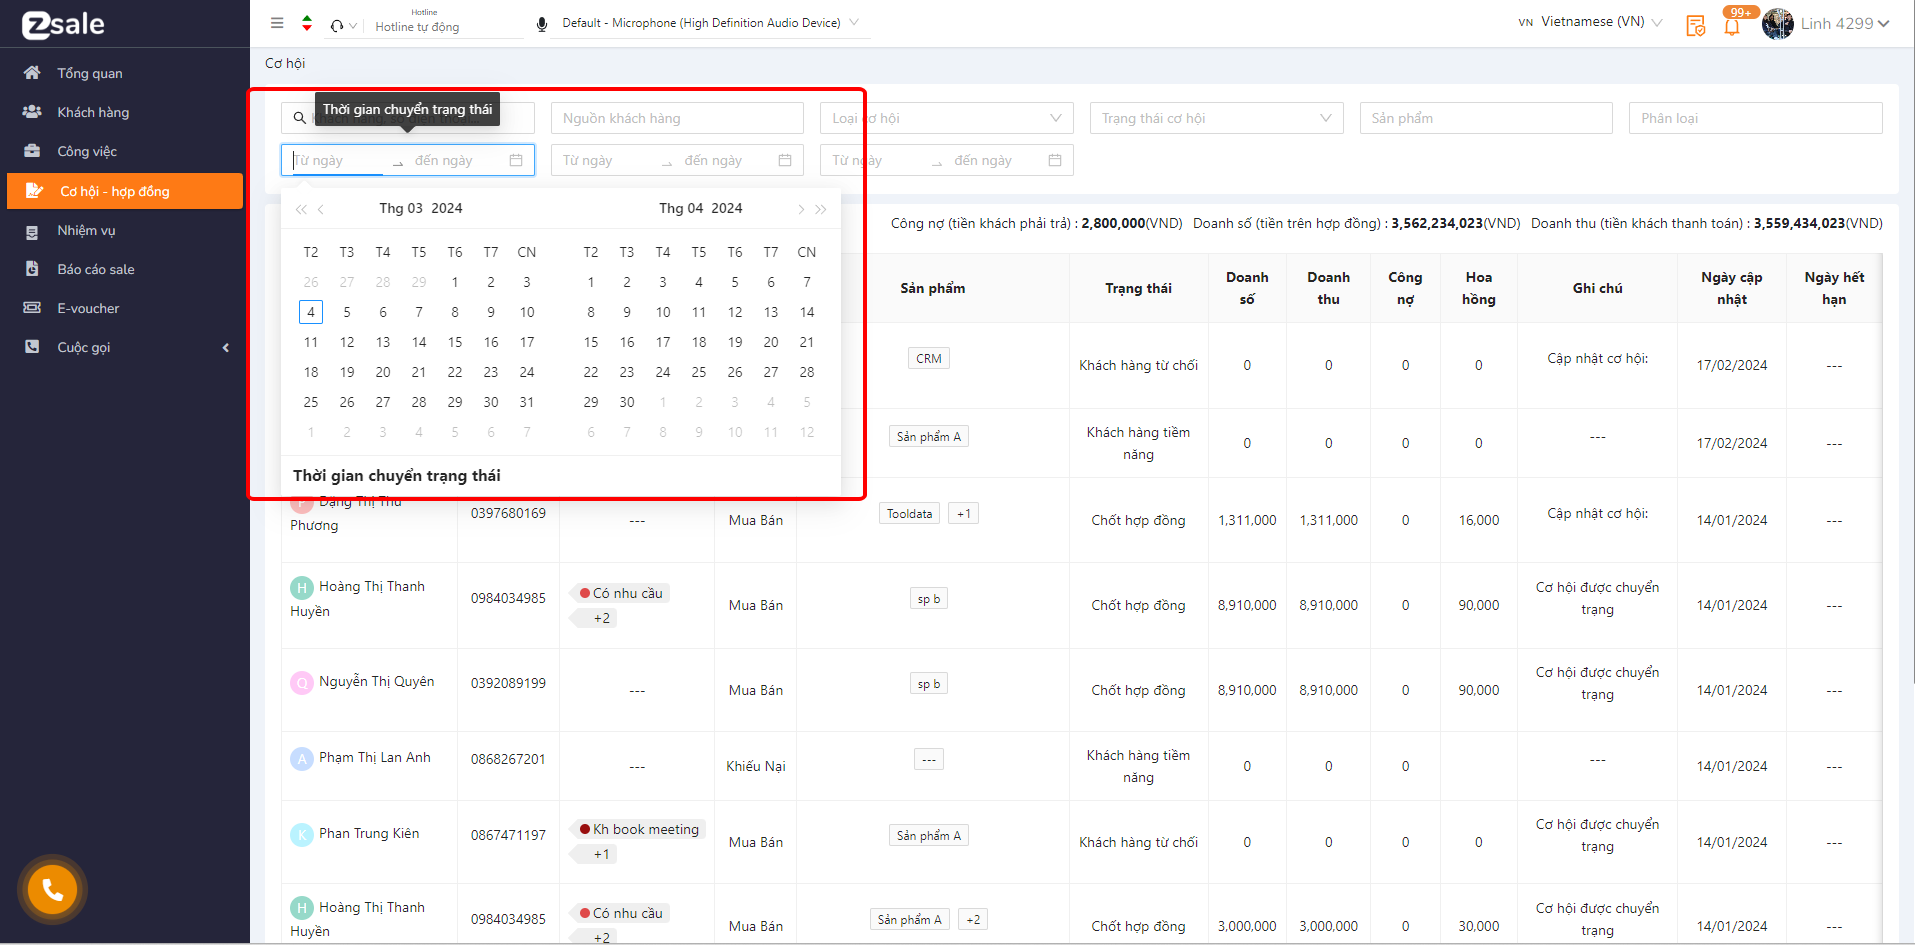 zsale
Hotline
Hotline tự động
Default - Microphone (High Definition Audio Device)
VN Vietnamese (VN)
99+
Linh 4299
Tổng quan
Khách hàng
Công việc
Cơ hội - hợp đồng
Nhiệm vụ
Báo cáo sale
E-voucher
Cuộc gọi
Cơ hội
Thời gian chuyển trạng thái
Nguồn khách hàng
Loại cơ hội
Trạng thái cơ hội
Sản phẩm
Phân loại
Từ ngày → đến ngày
Từ ngày → đến ngày
Từ ngày → đến ngày
Thg 03 2024
T2 T3 T4 T5 T6 T7 CN
26 27 28 29 1 2 3
4 5 6 7 8 9 10
11 12 13 14 15 16 17
18 19 20 21 22 23 24
25 26 27 28 29 30 31
1 2 3 4 5 6 7
Thg 04 2024
T2 T3 T4 T5 T6 T7 CN
1 2 3 4 5 6 7
8 9 10 11 12 13 14
15 16 17 18 19 20 21
22 23 24 25 26 27 28
29 30 1 2 3 4 5
6 7 8 9 10 11 12
Thời gian chuyển trạng thái
Công nợ (tiền khách phải trả) : 2,800,000(VND) Doanh số (tiền trên hợp đồng) : 3,562,234,023(VND) Doanh thu (tiền khách thanh toán) : 3,559,434,023(VND)
Sản phẩm
Trạng thái
Doanh
số
Doanh
thu
Công
nợ
Hoa
hồng
Ghi chú
Ngày cập
nhật
Ngày hết
hạn
CRM
Khách hàng từ chối
0 0 0 0
Cập nhật cơ hội:
17/02/2024
---
Sản phẩm A
Khách hàng tiềm
năng
0 0 0 0
---
17/02/2024
---
Đặng Thị Thu
Phương
0397680169
---
Mua Bán
Tooldata +1
Chốt hợp đồng
1,311,000 1,311,000 0 16,000
Cập nhật cơ hội:
14/01/2024
---
H Hoàng Thị Thanh
Huyền
0984034985
Có nhu cầu
+2
Mua Bán
sp b
Chốt hợp đồng
8,910,000 8,910,000 0 90,000
Cơ hội được chuyển
trạng
14/01/2024
---
Q Nguyễn Thị Quyên
0392089199
---
Mua Bán
sp b
Chốt hợp đồng
8,910,000 8,910,000 0 90,000
Cơ hội được chuyển
trạng
14/01/2024
---
A Phạm Thị Lan Anh
0868267201
---
Khiếu Nại
---
Khách hàng tiềm
năng
0 0 0
---
14/01/2024
---
K Phan Trung Kiên
0867471197
Kh book meeting
+1
Mua Bán
Sản phẩm A
Khách hàng từ chối
0 0 0 0
Cơ hội được chuyển
trạng
14/01/2024
---
H Hoàng Thị Thanh
Huyền
0984034985
Có nhu cầu
+2
Mua Bán
Sản phẩm A +2
Chốt hợp đồng
3,000,000 3,000,000 0 30,000
Cơ hội được chuyển
trạng
14/01/2024
---